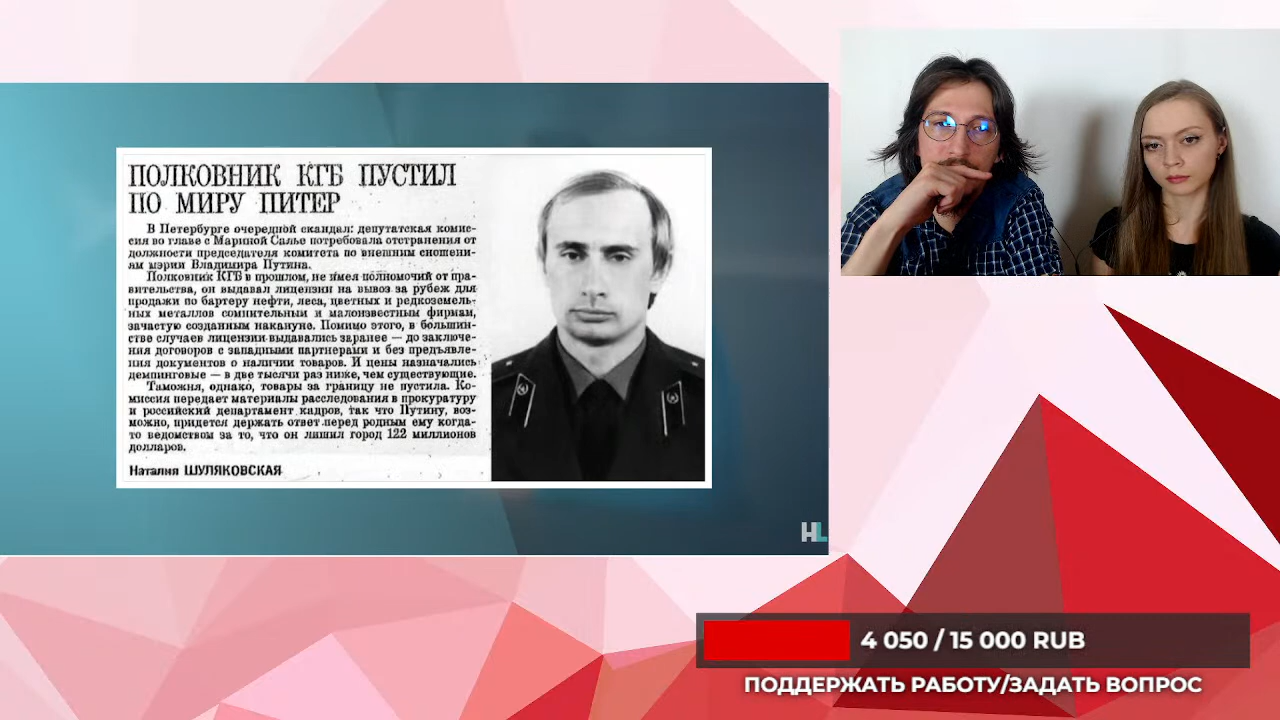 ПОЛКОВНИК КГБ ПУСТИЛ
ПО МИРУ ПИТЕР
В Петербурге очередной скандал: депутатская комис-
сия во главе с Мариной Салье потребовала отстранения от
должности председателя комитета по внешним сношени-
ям мэрии Владимира Путина.
Полковник КГБ в прошлом, не имея полномочий от пра-
вительства, он выдавал лицензии на вывоз за рубеж для
продажи по бартеру нефти, леса, цветных и редкоземель-
ных металлов сомнительным и малоизвестным фирмам,
зачастую созданным накануне. Помимо этого, в большин-
стве случаев лицензии выдавались заранее — до заключе-
ния договоров с западными партнерами и без предъявле-
ния документов о наличии товаров. И цены назначались
демпинговые — в две тысячи раз ниже, чем существующие.
Таможня, однако, товары за границу не пустила. Ко-
миссия передает материалы расследования в прокуратуру
и российский департамент кадров, так что Путину, воз-
можно, придется держать ответ перед родным ему когда-
то ведомством за то, что он лишил город 122 миллионов
долларов.
Наталия ШУЛЯКОВСКАЯ
HL
4 050 / 15 000 RUB
ПОДДЕРЖАТЬ РАБОТУ/ЗАДАТЬ ВОПРОС